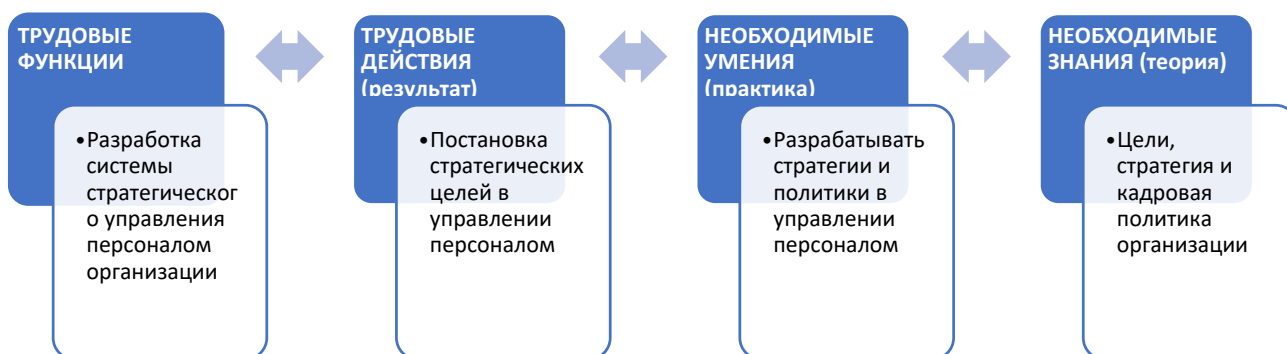 ТРУДОВЫЕ
ФУНКЦИИ
•Разработка
системы
стратегическог
о управления
персоналом
организации
ТРУДОВЫЕ
ДЕЙСТВИЯ
(результат)
•Постановка
стратегических
целей в
управлении
персоналом
НЕОБХОДИМЫЕ
УМЕНИЯ
(практика)
•Разрабатывать
стратегии и
политики в
управлении
персоналом
НЕОБХОДИМЫЕ
ЗНАНИЯ (теория)
•Цели,
стратегия и
кадровая
политика
организации